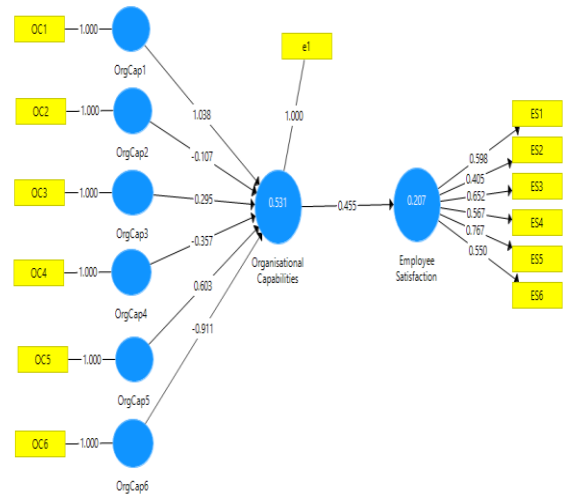 OC1
1.000
OrgCap1
e1
1.000
1.038
OC2
1.000
OrgCap2
-0.107
OC3
1.000
OrgCap3
0.295
OC4
1.000
OrgCap4
-0.357
OC5
1.000
OrgCap5
0.603
OC6
1.000
OrgCap6
-0.911
0.531
Organisational
Capabilities
0.455
0.207
Employee
Satisfaction
0.598
ES1
0.405
ES2
0.652
ES3
0.567
ES4
0.767
ES5
0.550
ES6